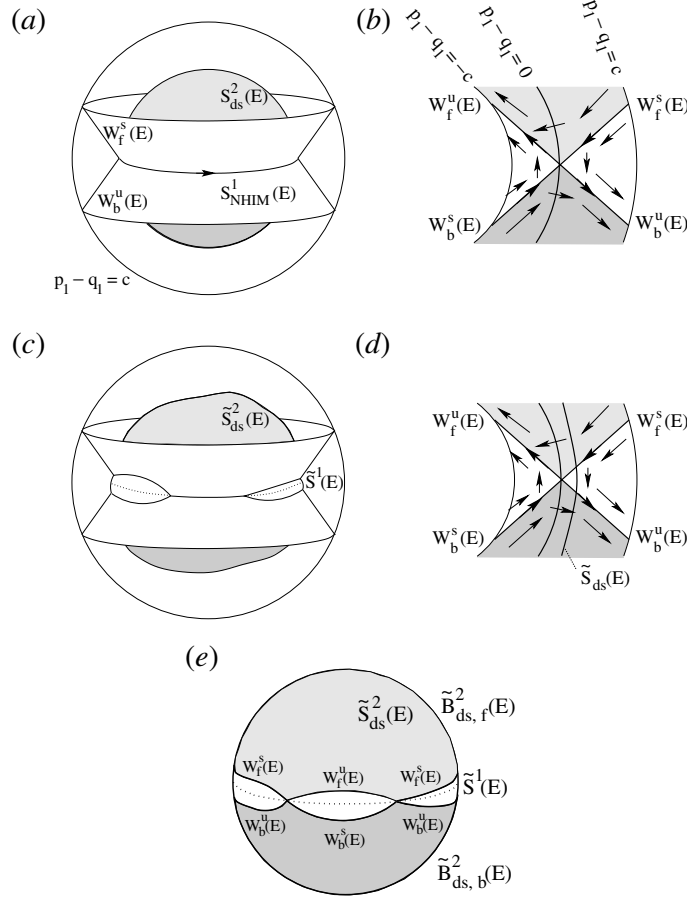 (a)
S²ds(E)
Wsf(E)
Wub(E)
S¹NHIM(E)
p₁ − q₁ = c
(b)
p₁ − q₁ = −c
p₁ − q₁ = 0
p₁ − q₁ = c
Wuf(E)
Wsf(E)
Wsb(E)
Wub(E)
(c)
S̃²ds(E)
S̃¹(E)
(d)
Wuf(E)
Wsf(E)
Wsb(E)
Wub(E)
S̃ds(E)
(e)
S̃²ds(E)
B̃²ds, f(E)
Wsf(E)
Wuf(E)
Wsf(E)
S̃¹(E)
Wub(E)
Wsb(E)
Wub(E)
B̃²ds, b(E)